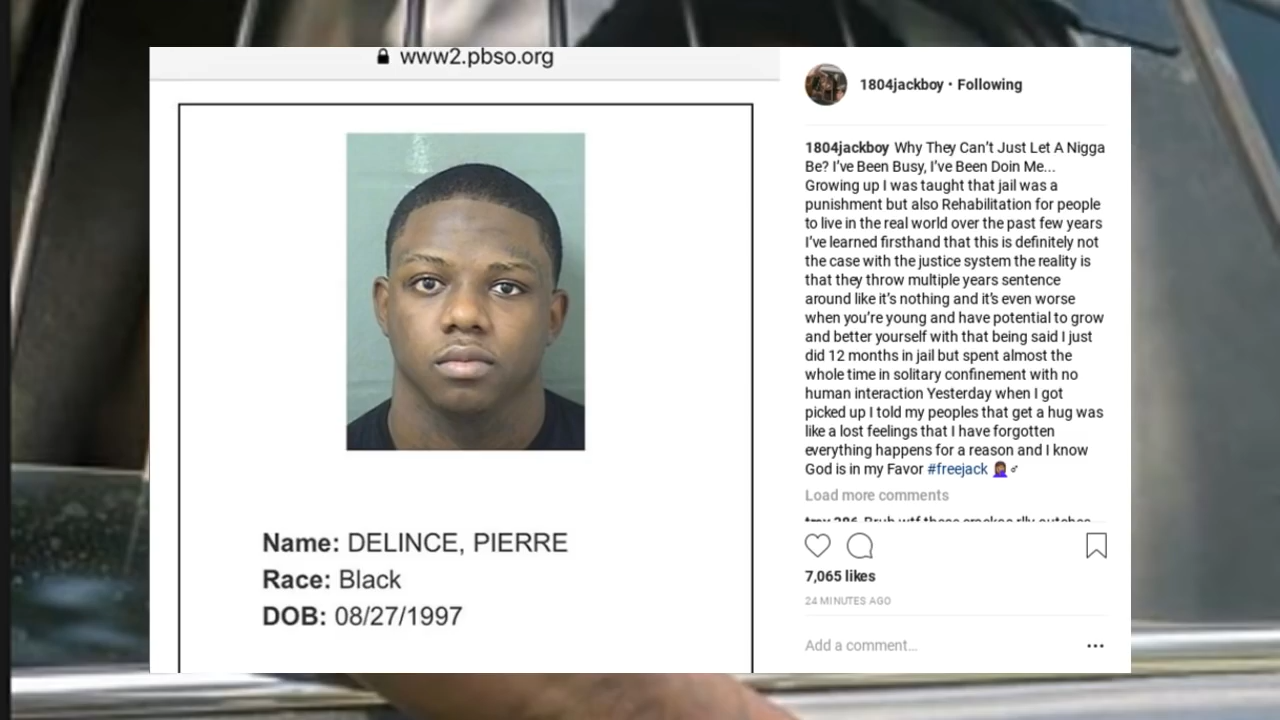 www2.pbso.org
Name: DELINCE, PIERRE
Race: Black
DOB: 08/27/1997
1804jackboy • Following
1804jackboy Why They Can’t Just Let A Nigga
Be? I’ve Been Busy, I’ve Been Doin Me...
Growing up I was taught that jail was a
punishment but also Rehabilitation for people
to live in the real world over the past few years
I’ve learned firsthand that this is definitely not
the case with the justice system the reality is
that they throw multiple years sentence
around like it’s nothing and it’s even worse
when you’re young and have potential to grow
and better yourself with that being said I just
did 12 months in jail but spent almost the
whole time in solitary confinement with no
human interaction Yesterday when I got
picked up I told my peoples that get a hug was
like a lost feelings that I have forgotten
everything happens for a reason and I know
God is in my Favor #freejack 🤦🏾‍♀️♂
Load more comments
7,065 likes
24 MINUTES AGO
Add a comment...